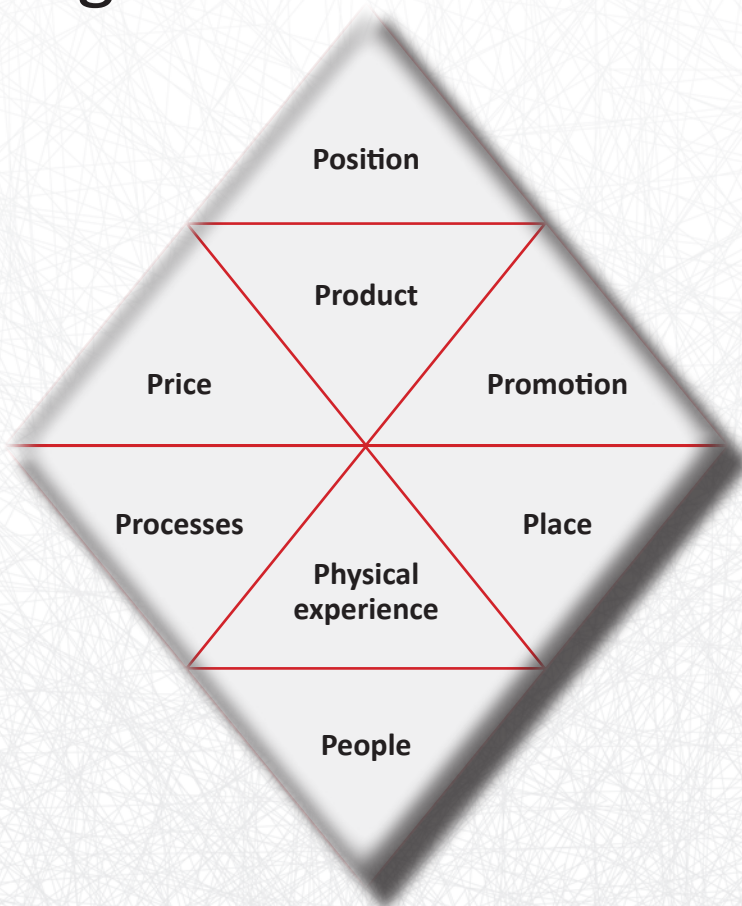 Position
Product
Price
Promotion
Processes
Place
Physical
experience
People